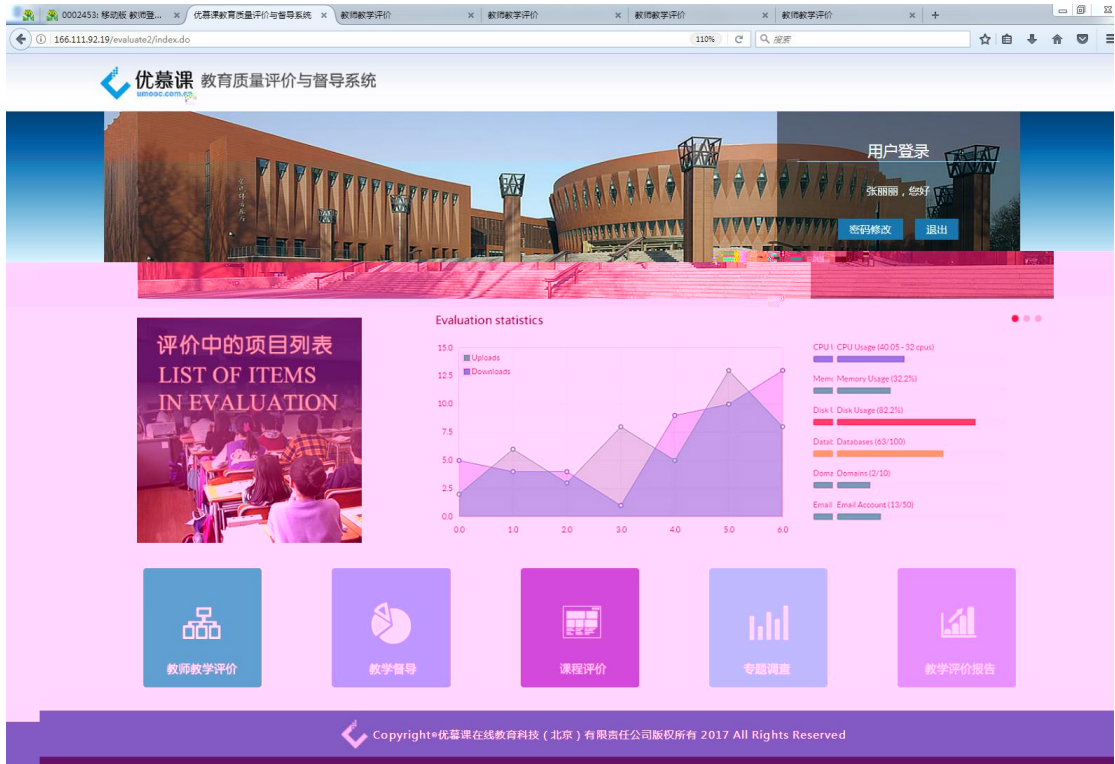 0002453: 移动版 教师登...
优慕课教育质量评价与督导系统
教师教学评价
教师教学评价
教师教学评价
教师教学评价
166.111.92.19/evaluate2/index.do
110%
搜索
优慕课 教育质量评价与督导系统
umooc.com.cn
用户登录
张丽丽,您好
密码修改 退出
评价中的项目列表
LIST OF ITEMS
IN EVALUATION
Evaluation statistics
15.0
12.5
10.0
7.5
5.0
2.5
0.0
Uploads
Downloads
0.0 1.0 2.0 3.0 4.0 5.0 6.0
CPU Usage (40.05 - 32 cpus)
Memory Usage (32.2%)
Disk Usage (82.2%)
Databases (63/100)
Domains (2/10)
Email Account (13/50)
教师教学评价
教学督导
课程评价
专题调查
教学评价报告
Copyright®优慕课在线教育科技(北京)有限责任公司版权所有 2017 All Rights Reserved